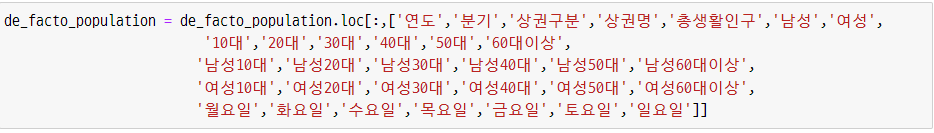 de_facto_population = de_facto_population.loc[:,['연도','분기','상권구분','상권명','총생활인구','남성','여성',
'10대','20대','30대','40대','50대','60대이상',
'남성10대','남성20대','남성30대','남성40대','남성50대','남성60대이상',
'여성10대','여성20대','여성30대','여성40대','여성50대','여성60대이상',
'월요일','화요일','수요일','목요일','금요일','토요일','일요일']]